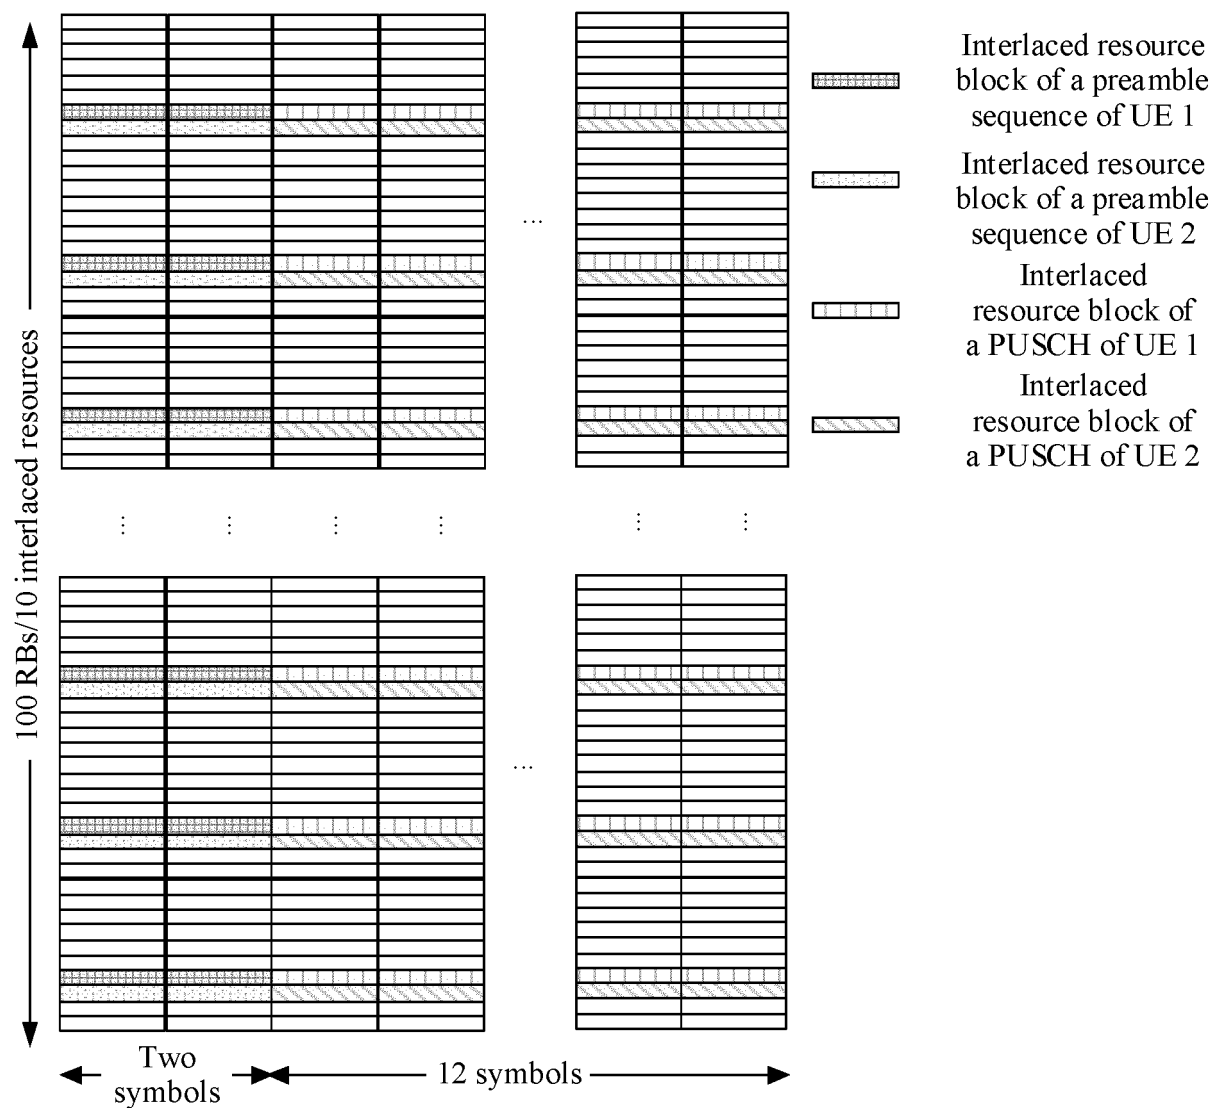 100 RBs/10 interlaced resources
...
...
...
...
...
...
...
...
Two
symbols
12 symbols
Interlaced resource
block of a preamble
sequence of UE 1
Interlaced resource
block of a preamble
sequence of UE 2
Interlaced
resource block of
a PUSCH of UE 1
Interlaced
resource block of
a PUSCH of UE 2